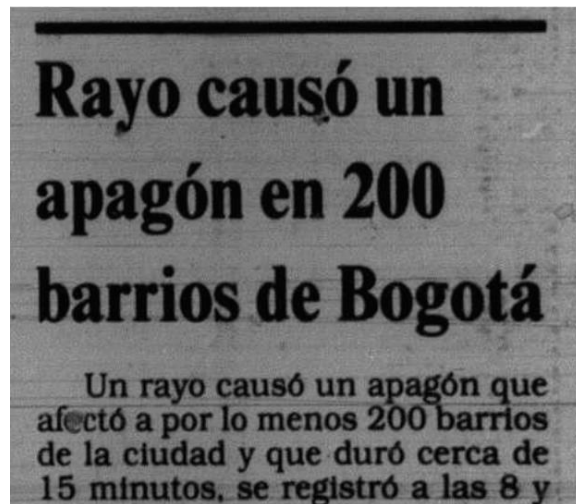 Rayo causó un
apagón en 200
barrios de Bogotá
Un rayo causó un apagón que
afectó a por lo menos 200 barrios
de la ciudad y que duró cerca de
15 minutos, se registró a las 8 y